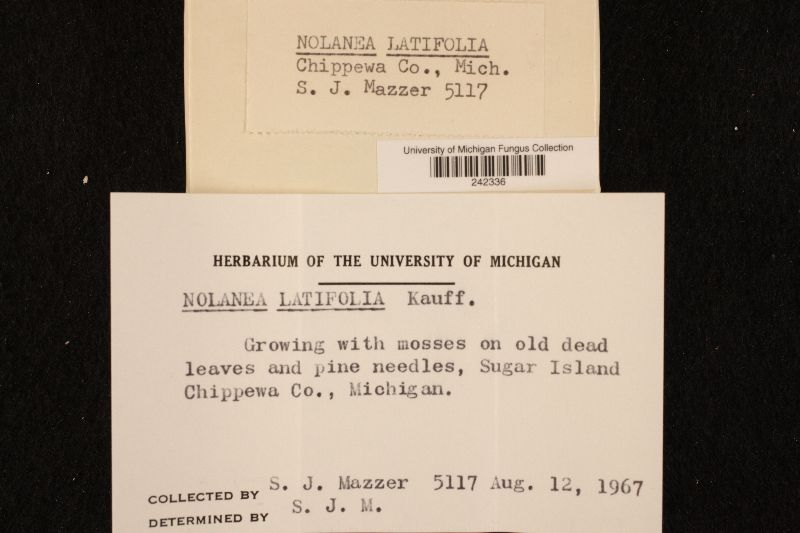 NOLANEA LATIFOLIA
Chippewa Co., Mich.
S. J. Mazzer 5117
University of Michigan Fungus Collection
242336
HERBARIUM OF THE UNIVERSITY OF MICHIGAN
NOLANEA LATIFOLIA Kauff.
Growing with mosses on old dead
leaves and pine needles, Sugar Island
Chippewa Co., Michigan.
COLLECTED BY S. J. Mazzer 5117 Aug. 12, 1967
DETERMINED BY S. J. M.